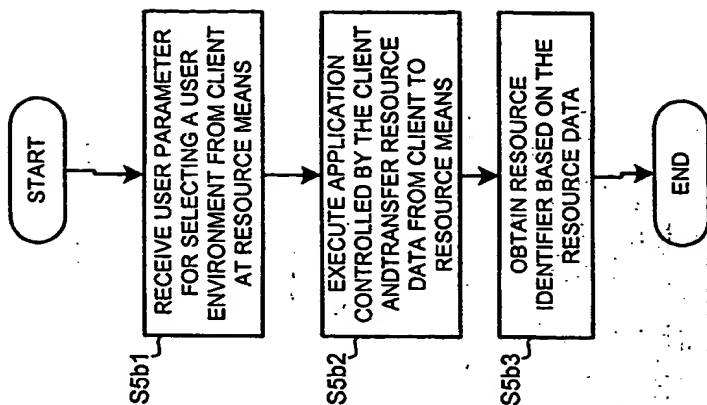 START
S5b1
RECEIVE USER PARAMETER
FOR SELECTING A USER
ENVIRONMENT FROM CLIENT
AT RESOURCE MEANS
S5b2
EXECUTE APPLICATION
CONTROLLED BY THE CLIENT
ANDTRANSFER RESOURCE
DATA FROM CLIENT TO
RESOURCE MEANS
S5b3
OBTAIN RESOURCE
IDENTIFIER BASED ON THE
RESOURCE DATA
END